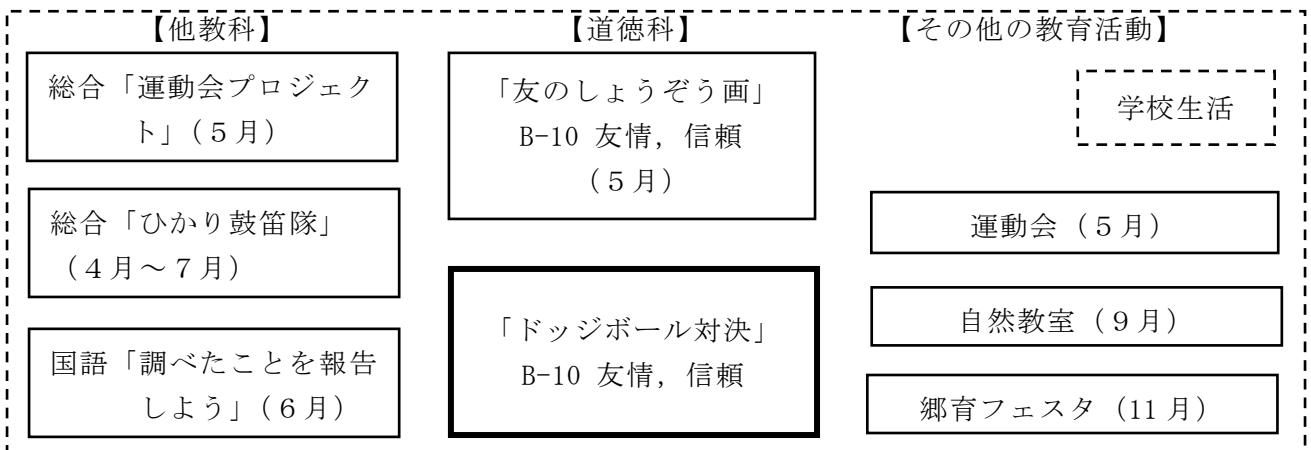 【他教科】
総合「運動会プロジェク
ト」(5月)
総合「ひかり鼓笛隊」
(4月~7月)
国語「調べたことを報告
しよう」(6月)
【道徳科】
「友のしょうぞう画」
B-10 友情，信頼
(5月)
「ドッジボール対決」
B-10 友情，信頼
【その他の教育活動】
学校生活
運動会(5月)
自然教室(9月)
郷育フェスタ(11月)